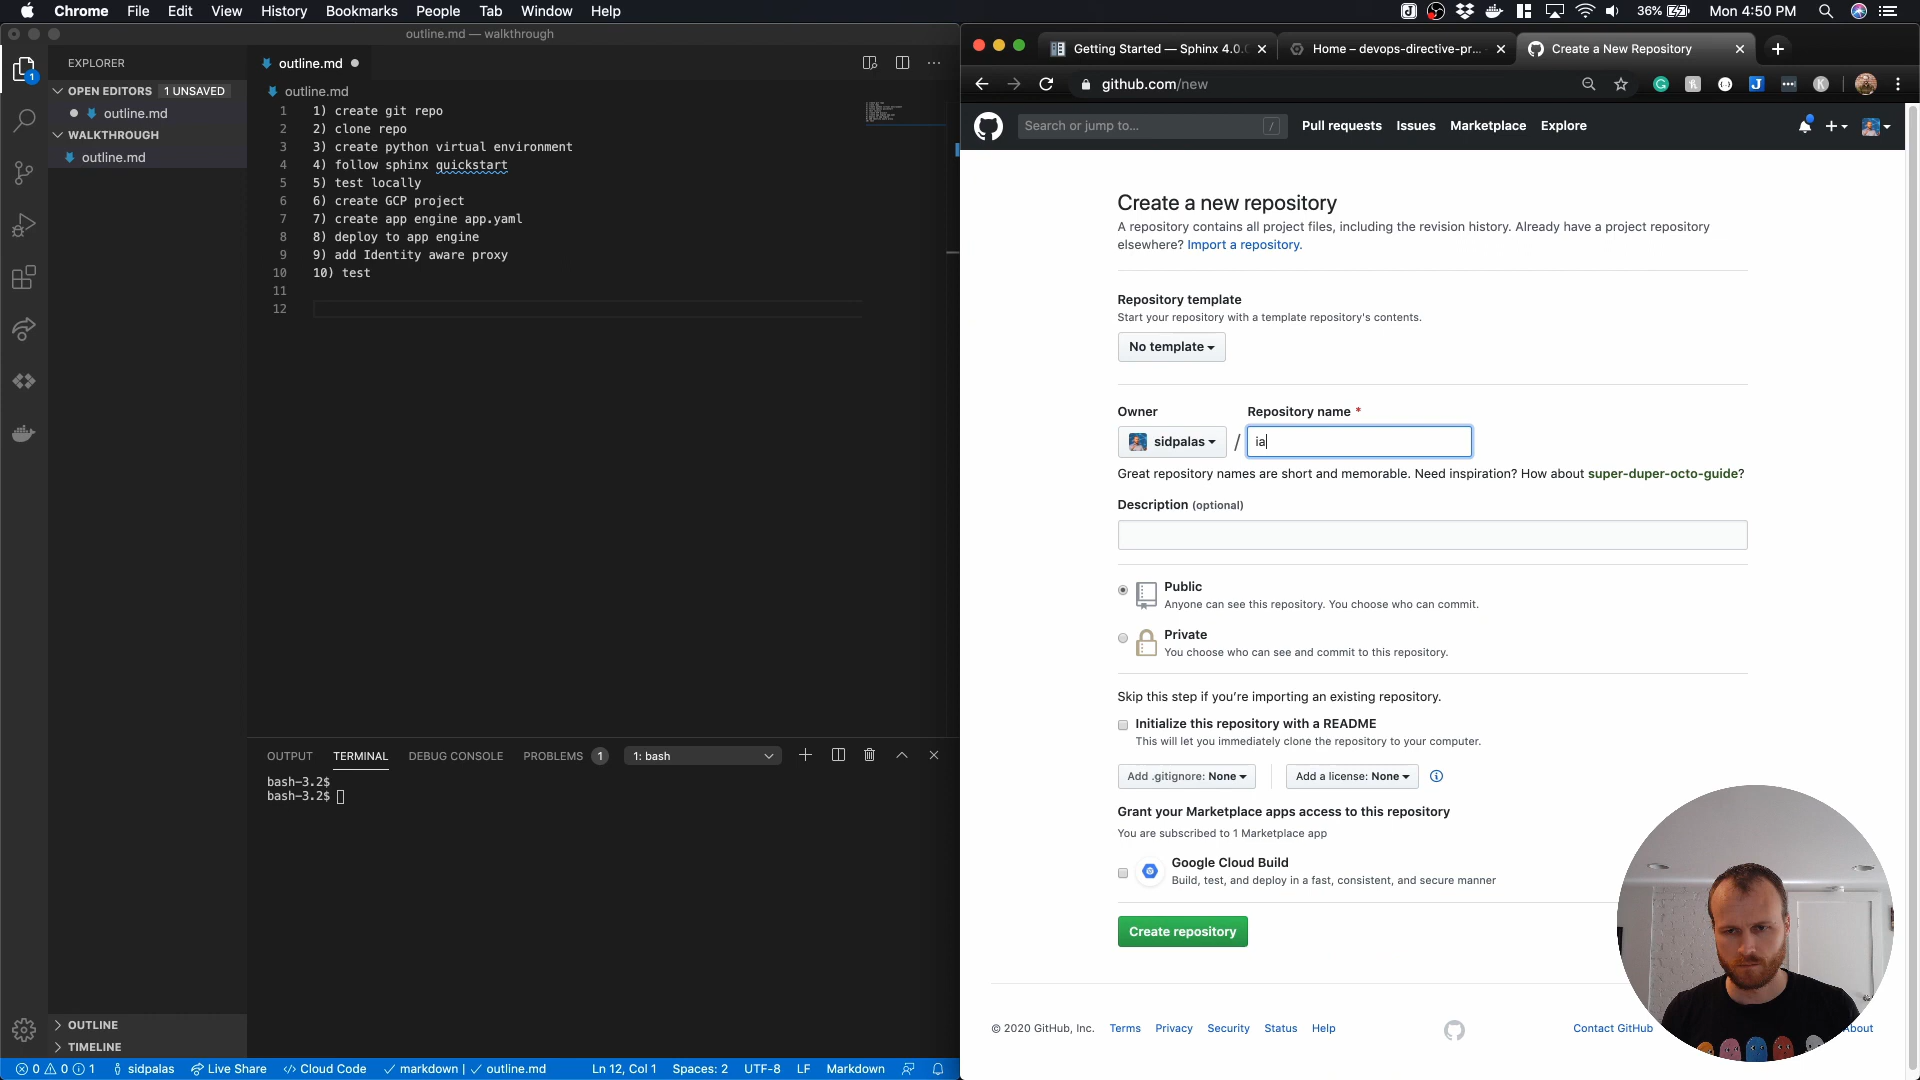 Chrome File Edit View History Bookmarks People Tab Window Help
36% Mon 4:50 PM
outline.md — walkthrough
EXPLORER
OPEN EDITORS 1 UNSAVED
outline.md
WALKTHROUGH
outline.md
OUTLINE
TIMELINE
1
outline.md
outline.md
1 1) create git repo
2 2) clone repo
3 3) create python virtual environment
4 4) follow sphinx quickstart
5 5) test locally
6 6) create GCP project
7 7) create app engine app.yaml
8 8) deploy to app engine
9 9) add Identity aware proxy
10 10) test
11
12
OUTPUT TERMINAL DEBUG CONSOLE PROBLEMS 1 1: bash
bash-3.2$
bash-3.2$
0 0 1 sidpalas Live Share Cloud Code markdown | outline.md Ln 12, Col 1 Spaces: 2 UTF-8 LF Markdown
Getting Started — Sphinx 4.0. Home – devops-directive-pr... Create a New Repository
github.com/new
Search or jump to... / Pull requests Issues Marketplace Explore
Create a new repository
A repository contains all project files, including the revision history. Already have a project repository
elsewhere? Import a repository.
Repository template
Start your repository with a template repository's contents.
No template
Owner Repository name *
sidpalas / ia
Great repository names are short and memorable. Need inspiration? How about super-duper-octo-guide?
Description (optional)
Public
Anyone can see this repository. You choose who can commit.
Private
You choose who can see and commit to this repository.
Skip this step if you're importing an existing repository.
Initialize this repository with a README
This will let you immediately clone the repository to your computer.
Add .gitignore: None Add a license: None
Grant your Marketplace apps access to this repository
You are subscribed to 1 Marketplace app
Google Cloud Build
Build, test, and deploy in a fast, consistent, and secure manner
Create repository
© 2020 GitHub, Inc. Terms Privacy Security Status Help Contact GitHub About